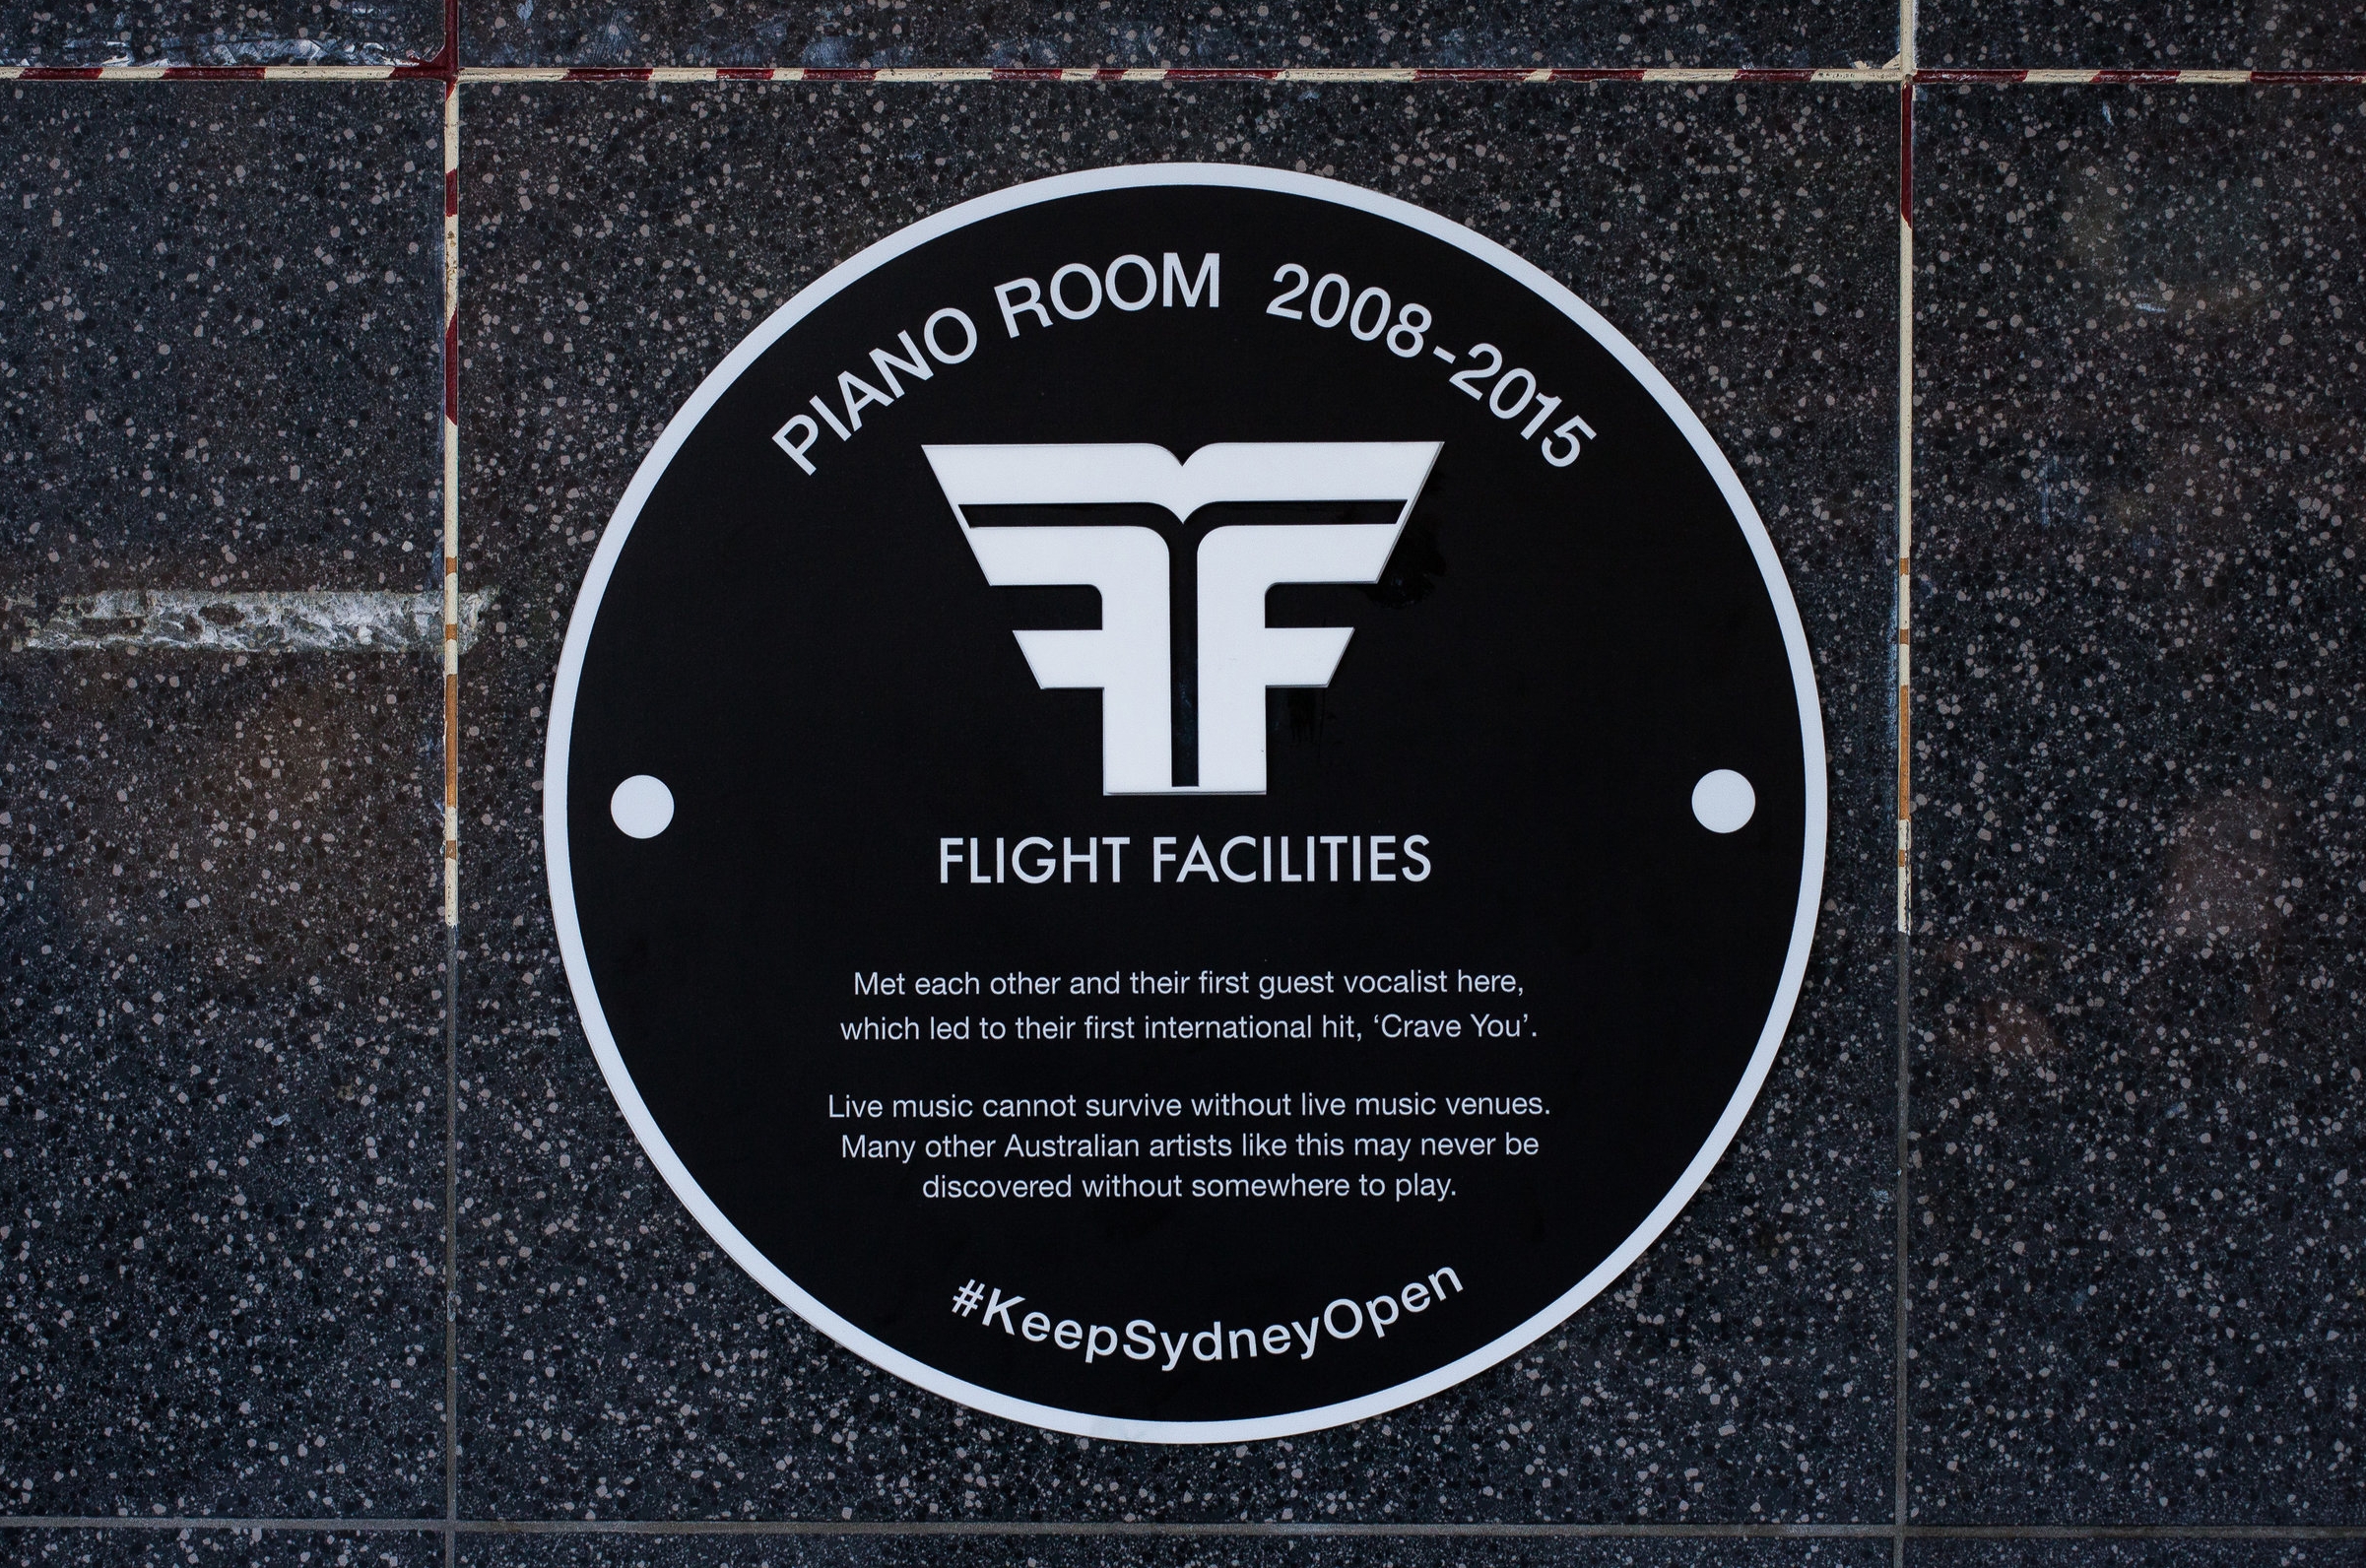 PIANO ROOM 2008-2015
FF
FLIGHT FACILITIES
Met each other and their first guest vocalist here,
which led to their first international hit, ‘Crave You’.
Live music cannot survive without live music venues.
Many other Australian artists like this may never be
discovered without somewhere to play.
#KeepSydneyOpen